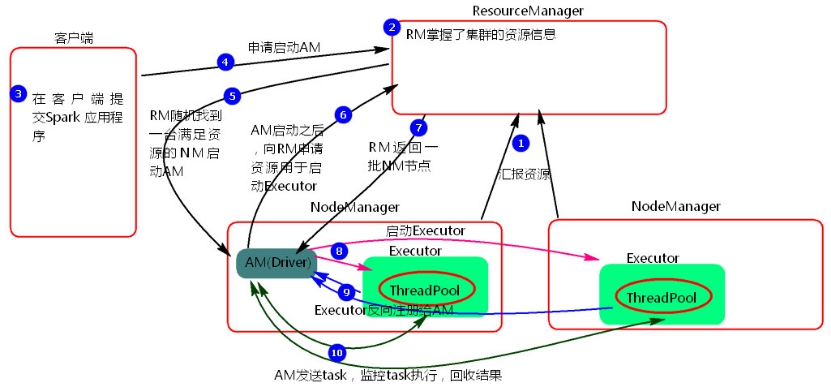 ResourceManager
2
RM掌握了集群的资源信息
客户端
申请启动AM
4
3
在客户端提
交Spark 应用程
序
5
RM随机找到
一台满足资
源的NM启
动AM
6
AM启动之后
，向RM申请
资源用于启
动Executor
7
RM返回一
批NM节点
1
汇报资源
NodeManager
NodeManager
启动Executor
8
Executor
Executor
AM(Driver)
ThreadPool
ThreadPool
9
Executor反向注册给AM
10
AM发送task，监控task执行，回收结果